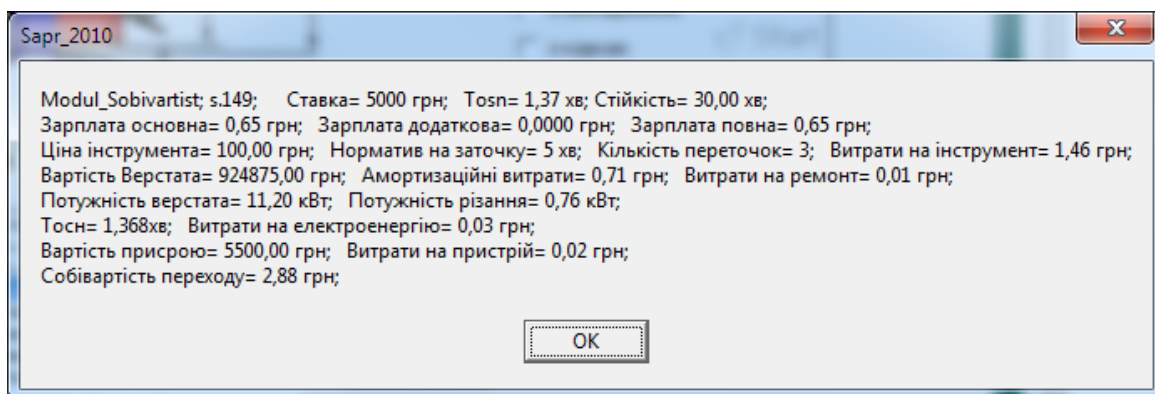 Sapr_2010
Modul_Sobivartist; s.149; Ставка= 5000 грн; Tosn= 1,37 хв; Стійкість= 30,00 хв;
Зарплата основна= 0,65 грн; Зарплата додаткова= 0,0000 грн; Зарплата повна= 0,65 грн;
Ціна інструмента= 100,00 грн; Норматив на заточку= 5 хв; Кількість переточок= 3; Витрати на інструмент= 1,46 грн;
Вартість Верстата= 924875,00 грн; Амортизаційні витрати= 0,71 грн; Витрати на ремонт= 0,01 грн;
Потужність верстата= 11,20 кВт; Потужність різання= 0,76 кВт;
Тосн= 1,368хв; Витрати на електроенергію= 0,03 грн;
Вартість присрою= 5500,00 грн; Витрати на пристрій= 0,02 грн;
Собівартість переходу= 2,88 грн;
OK